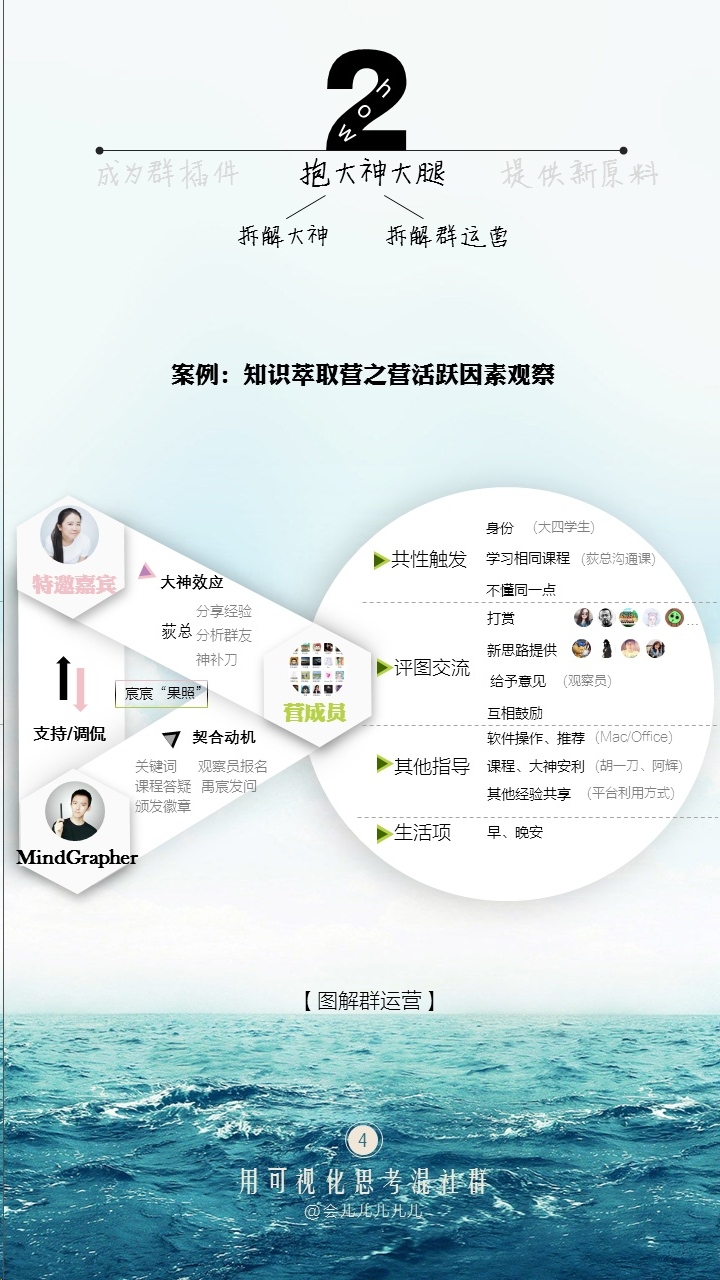 2
how
成为群插件 抱大神大腿 提供新原料
拆解大神 拆解群运营
案例：知识萃取营之营活跃因素观察
特邀嘉宾
大神效应
荻总
分享经验
分析群友
神补刀
宸宸“果照”
支持/调侃
契合动机
关键词 观察员报名
课程答疑 禹宸发问
颁发徽章
MindGrapher
营成员
共性触发
身份 （大四学生）
学习相同课程 （荻总沟通课）
不懂同一点
评图交流
打赏 ...
新思路提供
给予意见 （观察员）
互相鼓励
其他指导
软件操作、推荐 （Mac/Office）
课程、大神安利 （胡一刀、阿辉）
其他经验共享 （平台利用方式）
生活项
早、晚安
【图解群运营】
4
用可视化思考混社群
@会儿儿儿儿儿